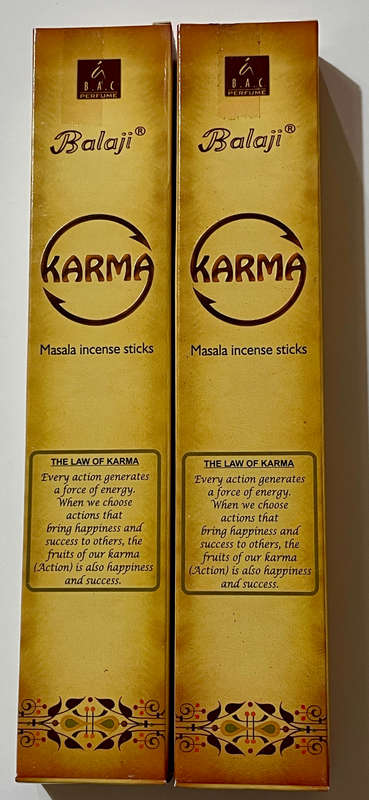 B.A.C
PERFUME
Balaji®
KARMA
Masala incense sticks
THE LAW OF KARMA
Every action generates
a force of energy.
When we choose
actions that
bring happiness and
success to others, the
fruits of our karma
(Action) is also happiness
and success.
B.A.C
PERFUME
Balaji®
KARMA
Masala incense sticks
THE LAW OF KARMA
Every action generates
a force of energy.
When we choose
actions that
bring happiness and
success to others, the
fruits of our karma
(Action) is also happiness
and success.